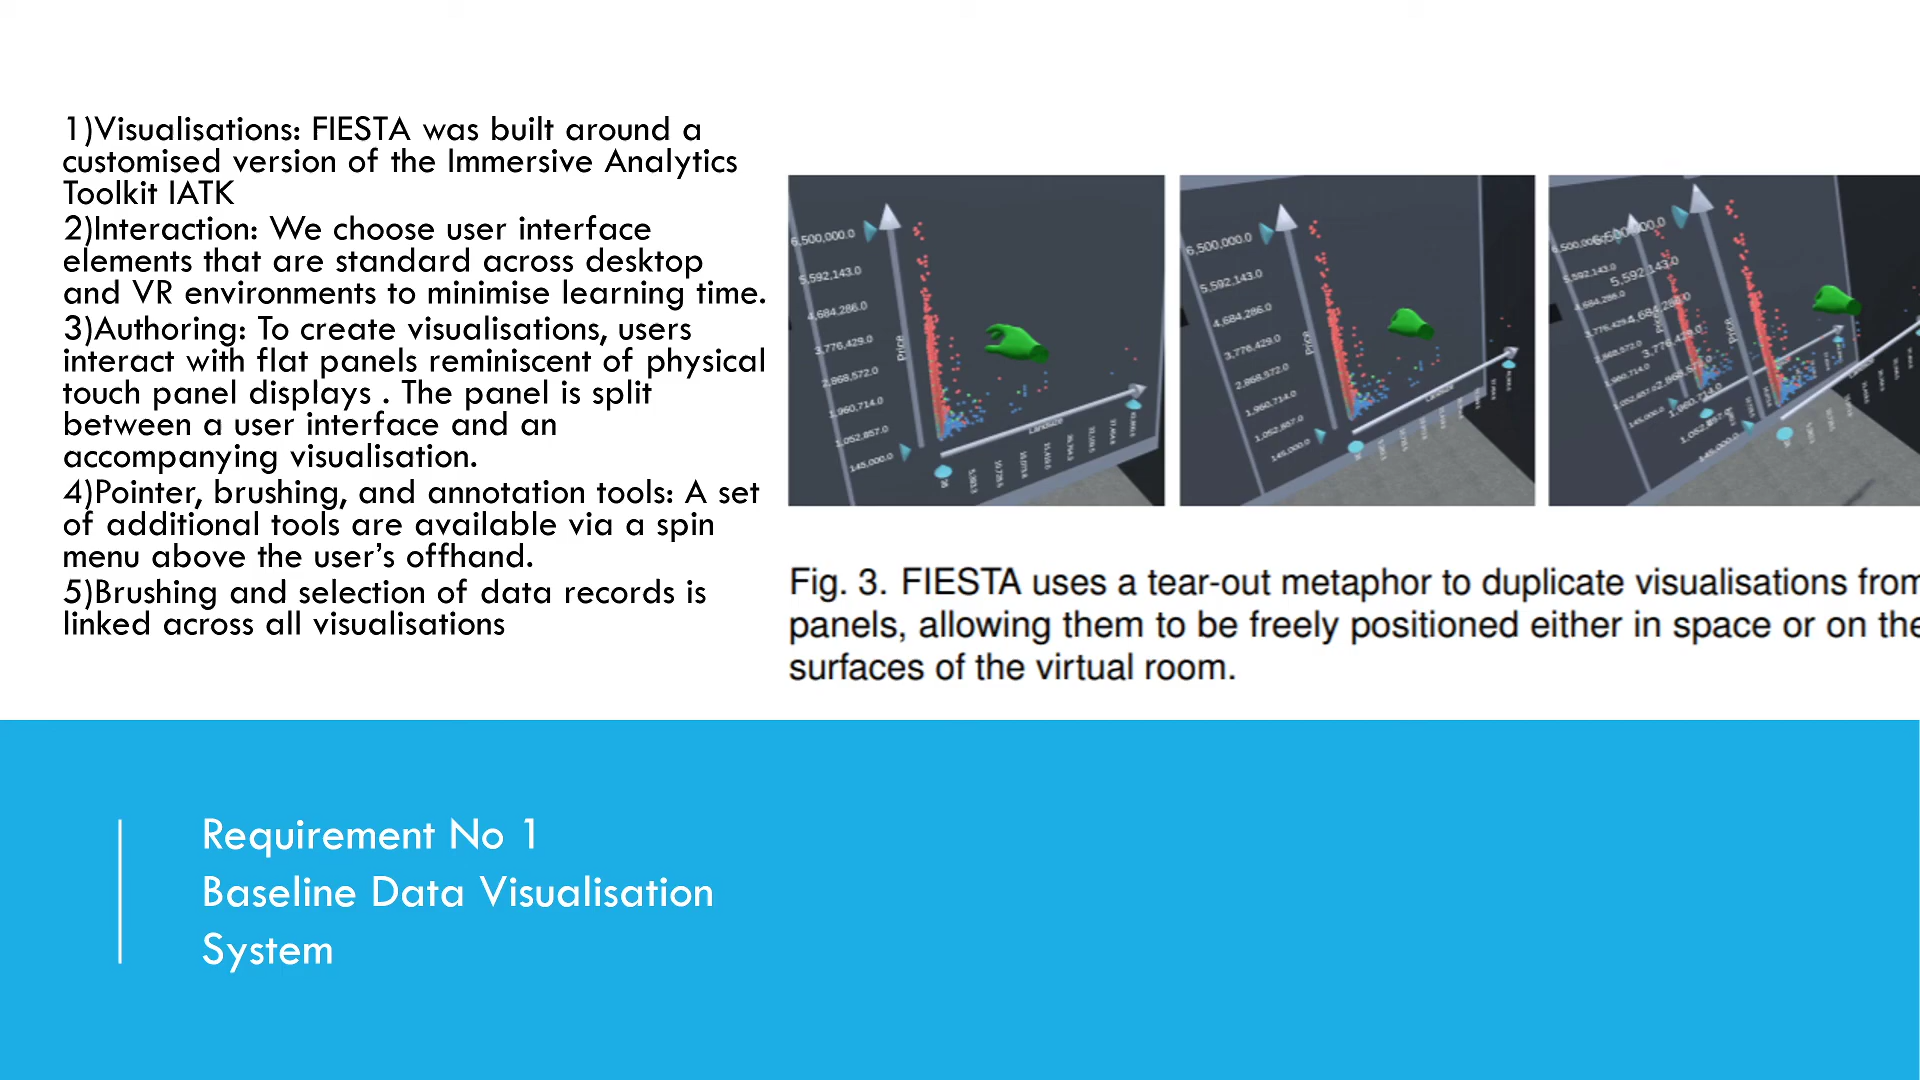 1)Visualisations: FIESTA was built around a
customised version of the Immersive Analytics
Toolkit IATK
2)Interaction: We choose user interface
elements that are standard across desktop
and VR environments to minimise learning time.
3)Authoring: To create visualisations, users
interact with flat panels reminiscent of physical
touch panel displays . The panel is split
between a user interface and an
accompanying visualisation.
4)Pointer, brushing, and annotation tools: A set
of additional tools are available via a spin
menu above the user's offhand.
5)Brushing and selection of data records is
linked across all visualisations
6,500,000.0
5,592,143.0
4,684,286.0
3,776,429.0
2,868,572.0
1,960,714.0
1,052,857.0
145,000.0
Price
Landsize
6,500,000.0
5,592,143.0
4,684,286.0
3,776,429.0
2,868,572.0
1,960,714.0
1,052,857.0
145,000.0
Price
Landsize
Fig. 3. FIESTA uses a tear-out metaphor to duplicate visualisations from
panels, allowing them to be freely positioned either in space or on the
surfaces of the virtual room.
Requirement No 1
Baseline Data Visualisation
System